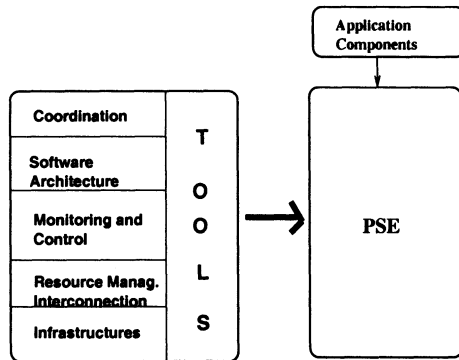 Application
Components
Coordination
Software
Architecture
Monitoring and
Control
Resource Manag.
Interconnection
Infrastructures
T
O
O
L
S
PSE